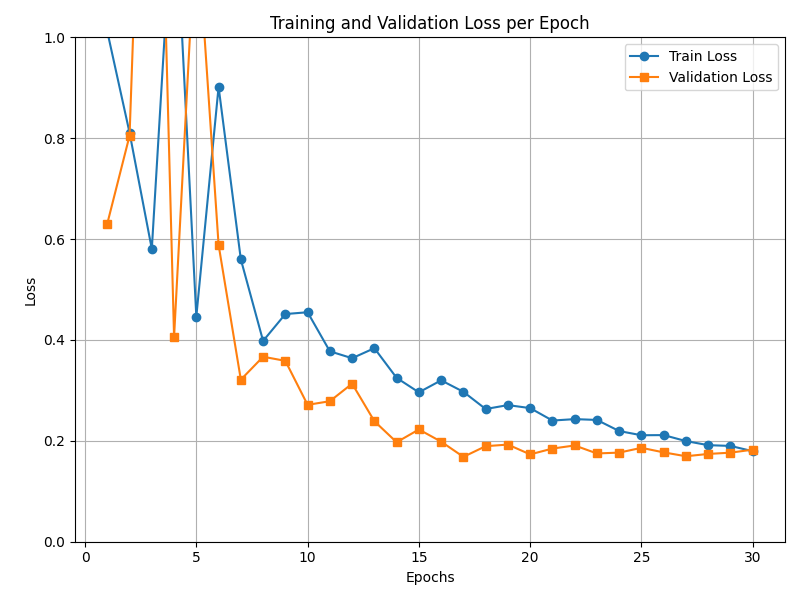 Training and Validation Loss per Epoch
Train Loss
Validation Loss
1.0
0.8
0.6
0.4
0.2
0.0
Loss
0 5 10 15 20 25 30
Epochs